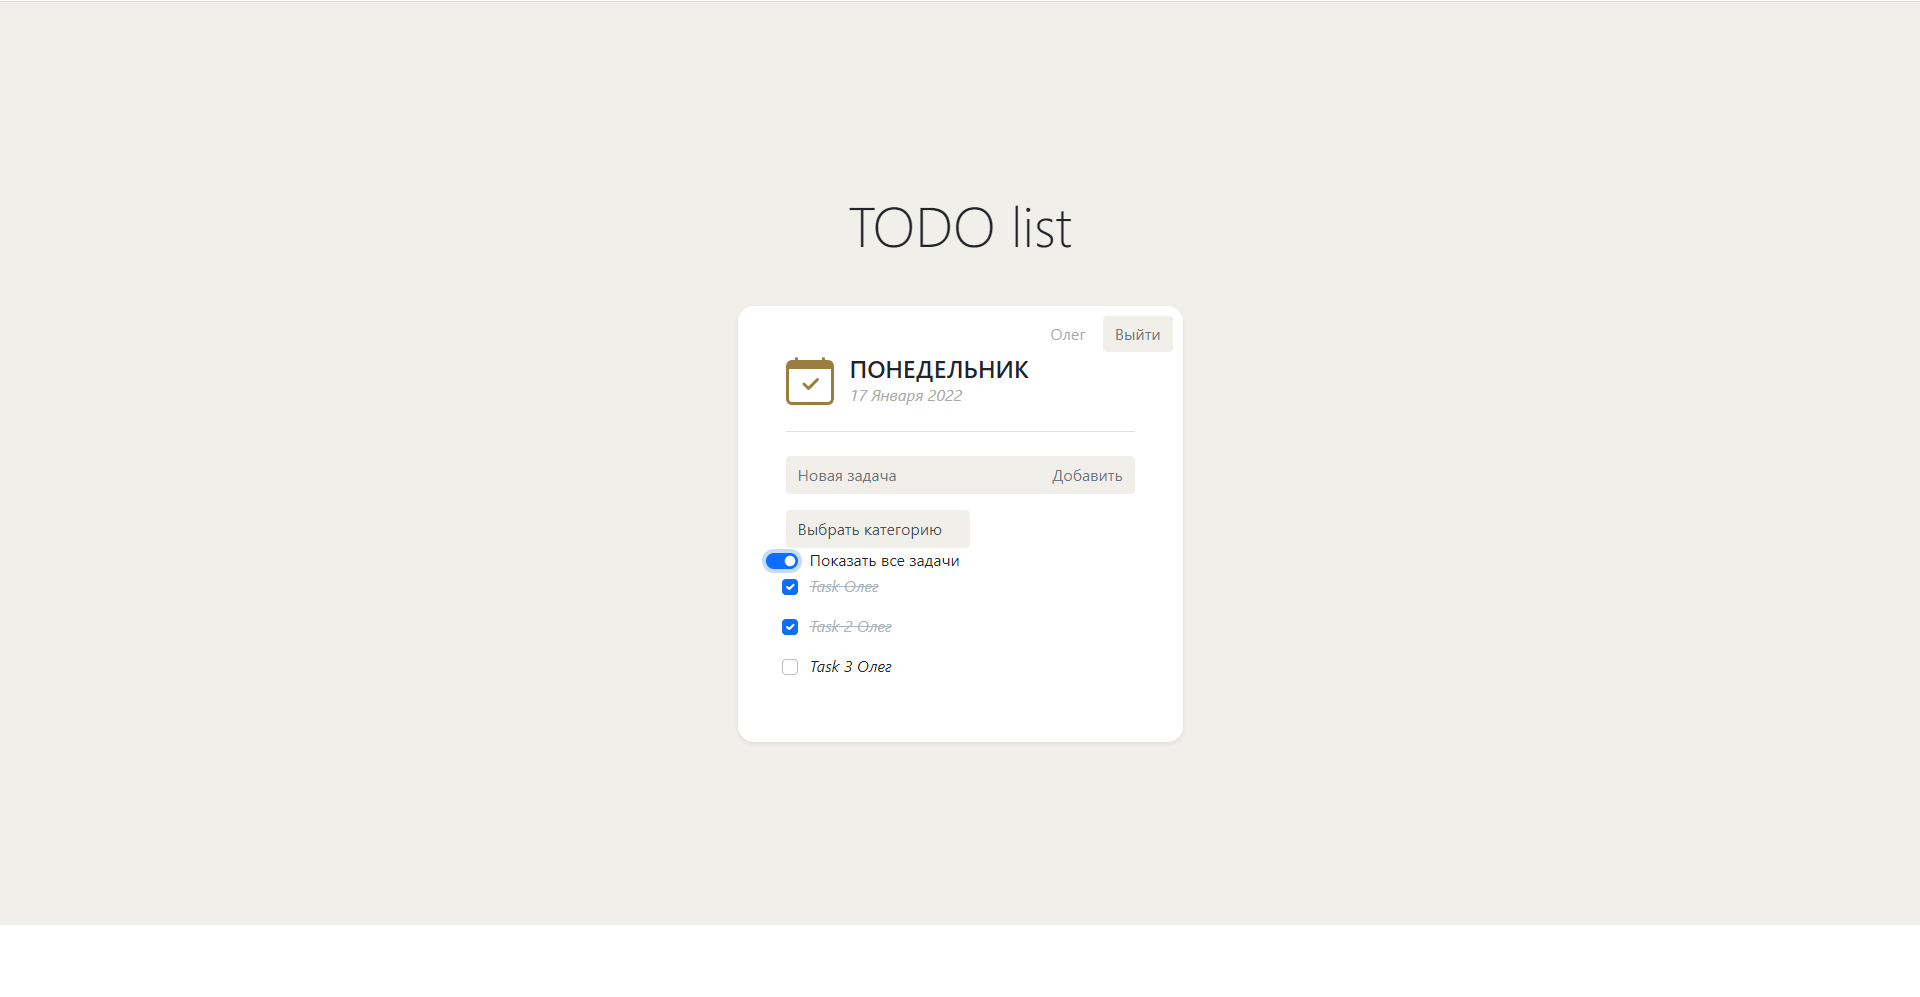 TODO list
Олег Выйти
ПОНЕДЕЛЬНИК
17 Января 2022
Новая задача Добавить
Выбрать категорию
Показать все задачи
Task Олег
Task 2 Олег
Task 3 Олег